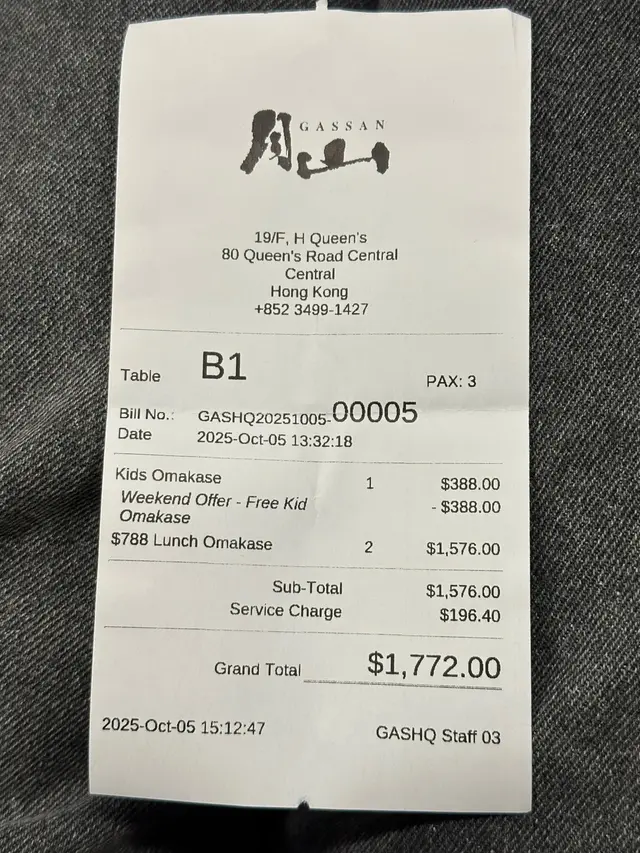 月山 GASSAN
19/F, H Queen's
80 Queen's Road Central
Central
Hong Kong
+852 3499-1427
Table B1 PAX: 3
Bill No.: GASHQ20251005-00005
Date 2025-Oct-05 13:32:18
Kids Omakase 1 $388.00
Weekend Offer - Free Kid - $388.00
Omakase
$788 Lunch Omakase 2 $1,576.00
Sub-Total $1,576.00
Service Charge $196.40
Grand Total $1,772.00
2025-Oct-05 15:12:47 GASHQ Staff 03